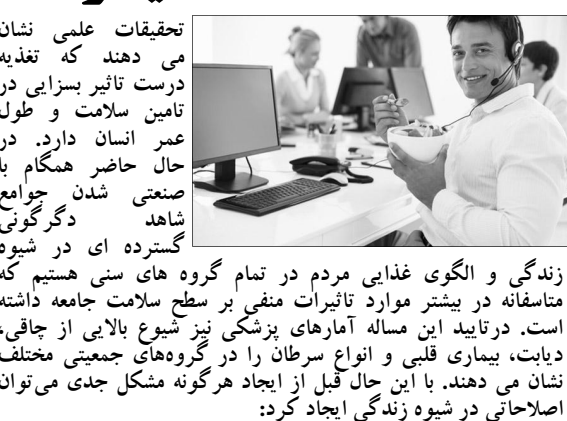 تحقیقات علمی نشان
می دهند که تغذیه
درست تاثیر بسزایی در
تامین سلامت و طول
عمر انسان دارد. در
حال حاضر همگام با
صنعتی شدن جوامع
شاهد دگرگونی
گسترده ای در شیوه
زندگی و الگوی غذایی مردم در تمام گروه های سنی هستیم که
متاسفانه در بیشتر موارد تاثیرات منفی بر سطح سلامت جامعه داشته
است. درتایید این مساله آمارهای پزشکی نیز شیوع بالایی از چاقی،
دیابت، بیماری قلبی و انواع سرطان را در گروه‌های جمعیتی مختلف
نشان می دهند. با این حال قبل از ایجاد هرگونه مشکل جدی می‌توان
اصلاحاتی در شیوه زندگی ایجاد کرد: